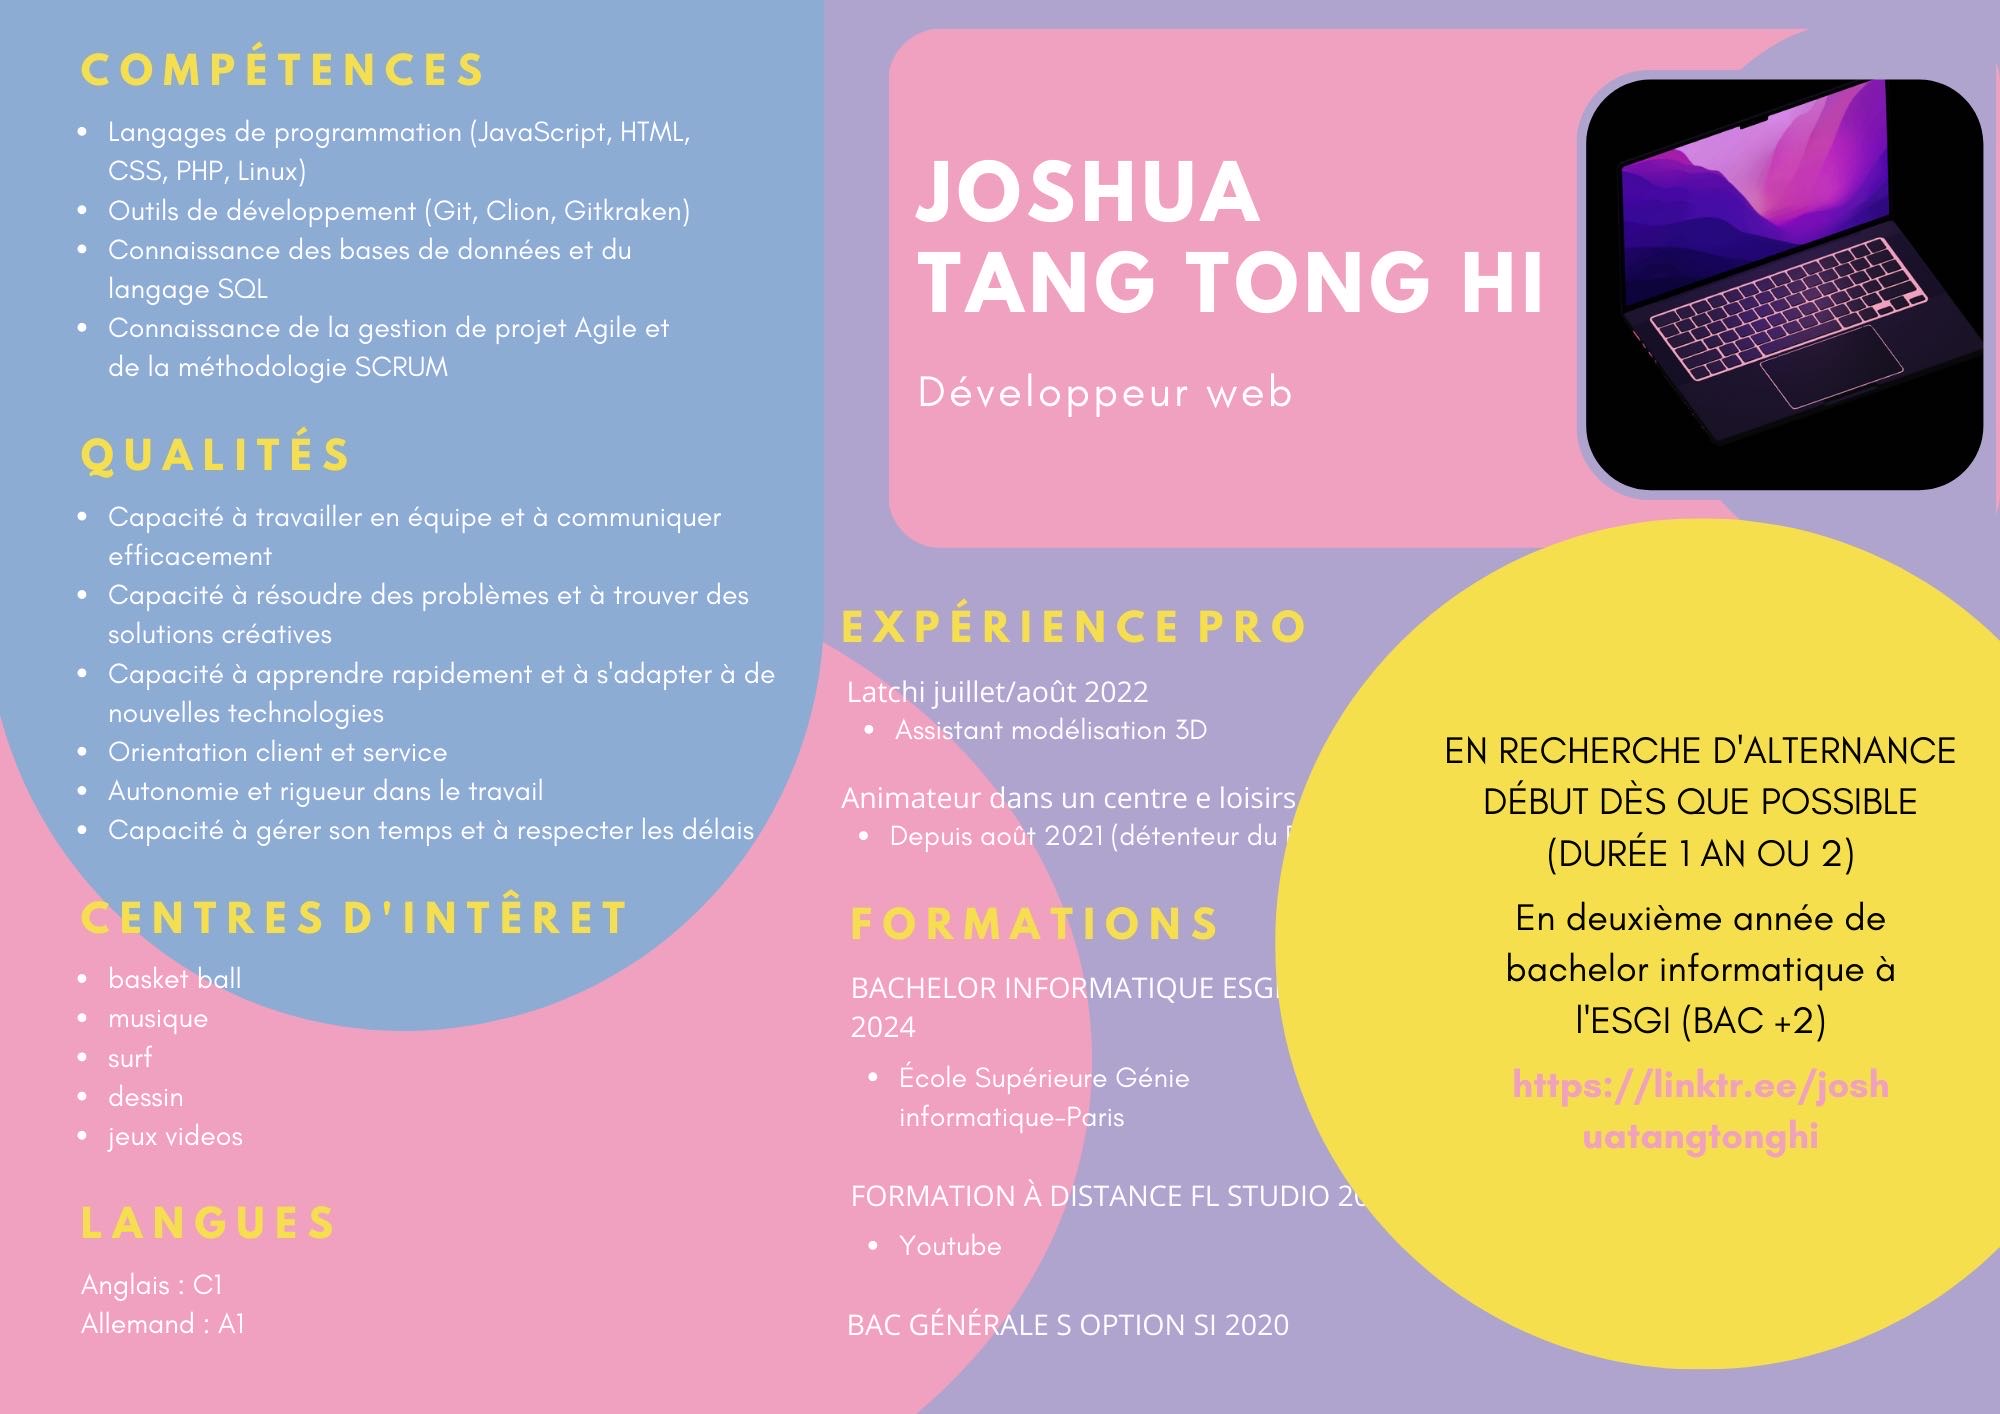 COMPÉTENCES
Langages de programmation (JavaScript, HTML,
CSS, PHP, Linux)
Outils de développement (Git, Clion, Gitkraken)
Connaissance des bases de données et du
langage SQL
Connaissance de la gestion de projet Agile et
de la méthodologie SCRUM
QUALITÉS
Capacité à travailler en équipe et à communiquer
efficacement
Capacité à résoudre des problèmes et à trouver des
solutions créatives
Capacité à apprendre rapidement et à s'adapter à de
nouvelles technologies
Orientation client et service
Autonomie et rigueur dans le travail
Capacité à gérer son temps et à respecter les délais
CENTRES D'INTÊRET
basket ball
musique
surf
dessin
jeux videos
LANGUES
Anglais : C1
Allemand : A1
JOSHUA
TANG TONG HI
Développeur web
EXPÉRIENCE PRO
Latchi juillet/août 2022
Assistant modélisation 3D
Animateur dans un centre e loisirs
Depuis août 2021 (détenteur du
FORMATIONS
BACHELOR INFORMATIQUE ESGI
2024
École Supérieure Génie
informatique-Paris
FORMATION À DISTANCE FL STUDIO
Youtube
BAC GÉNÉRALE S OPTION SI 2020
EN RECHERCHE D'ALTERNANCE
DÉBUT DÈS QUE POSSIBLE
(DURÉE 1 AN OU 2)
En deuxième année de
bachelor informatique à
l'ESGI (BAC +2)
https://linktr.ee/josh
uatangtonghi